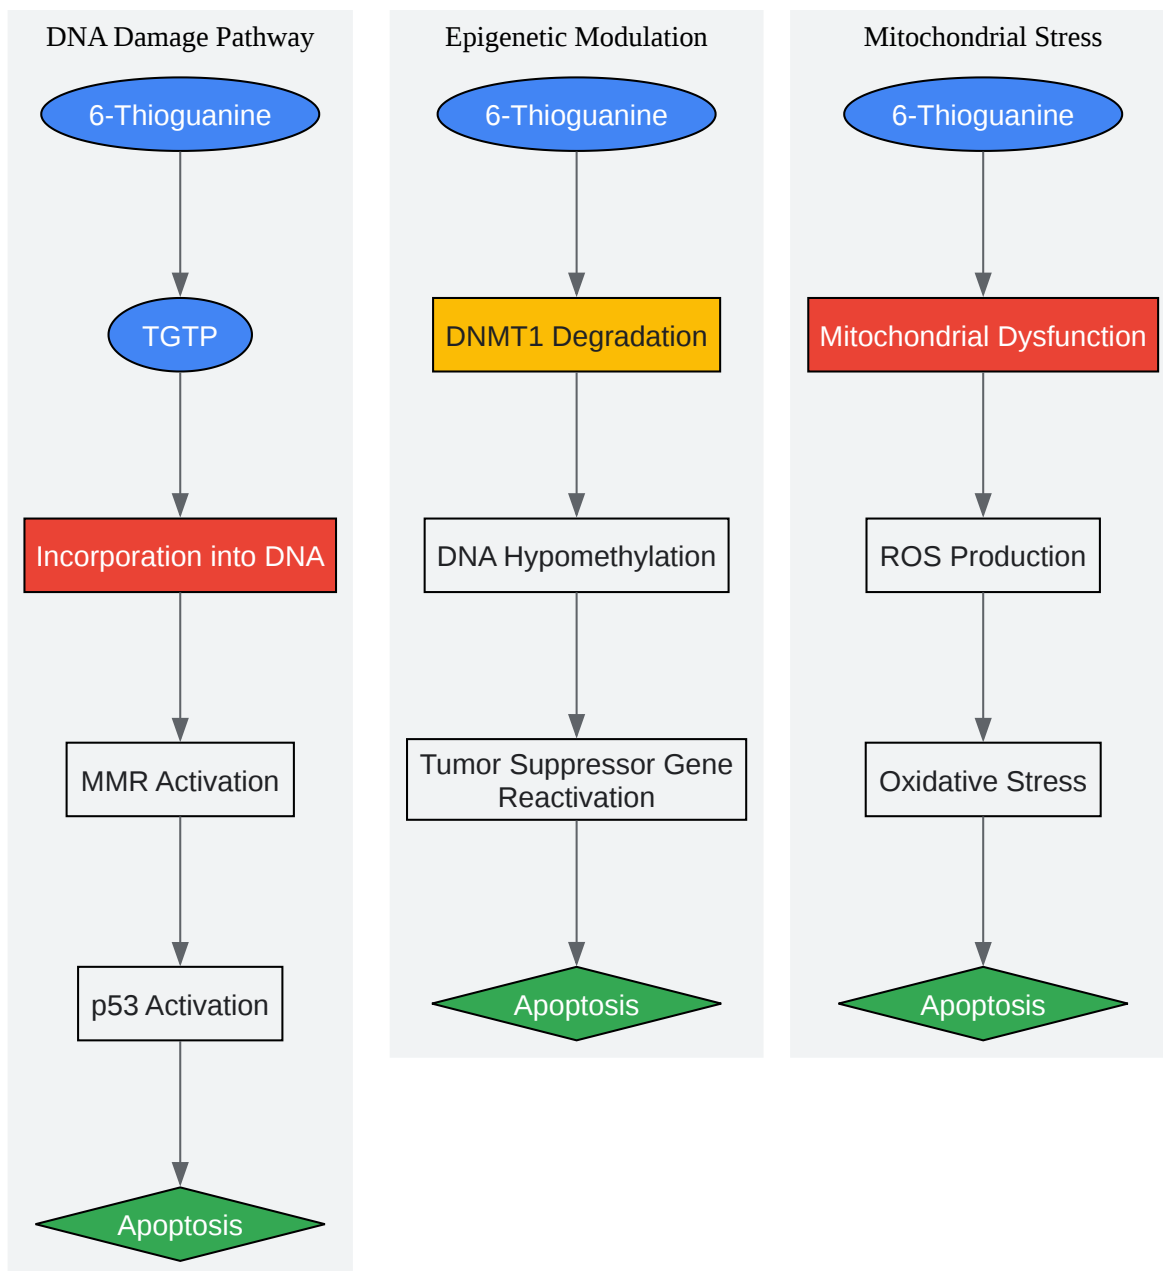 DNA Damage Pathway
6-Thioguanine
TGTP
Incorporation into DNA
MMR Activation
p53 Activation
Apoptosis
Epigenetic Modulation
6-Thioguanine
DNMT1 Degradation
DNA Hypomethylation
Tumor Suppressor Gene
Reactivation
Apoptosis
Mitochondrial Stress
6-Thioguanine
Mitochondrial Dysfunction
ROS Production
Oxidative Stress
Apoptosis